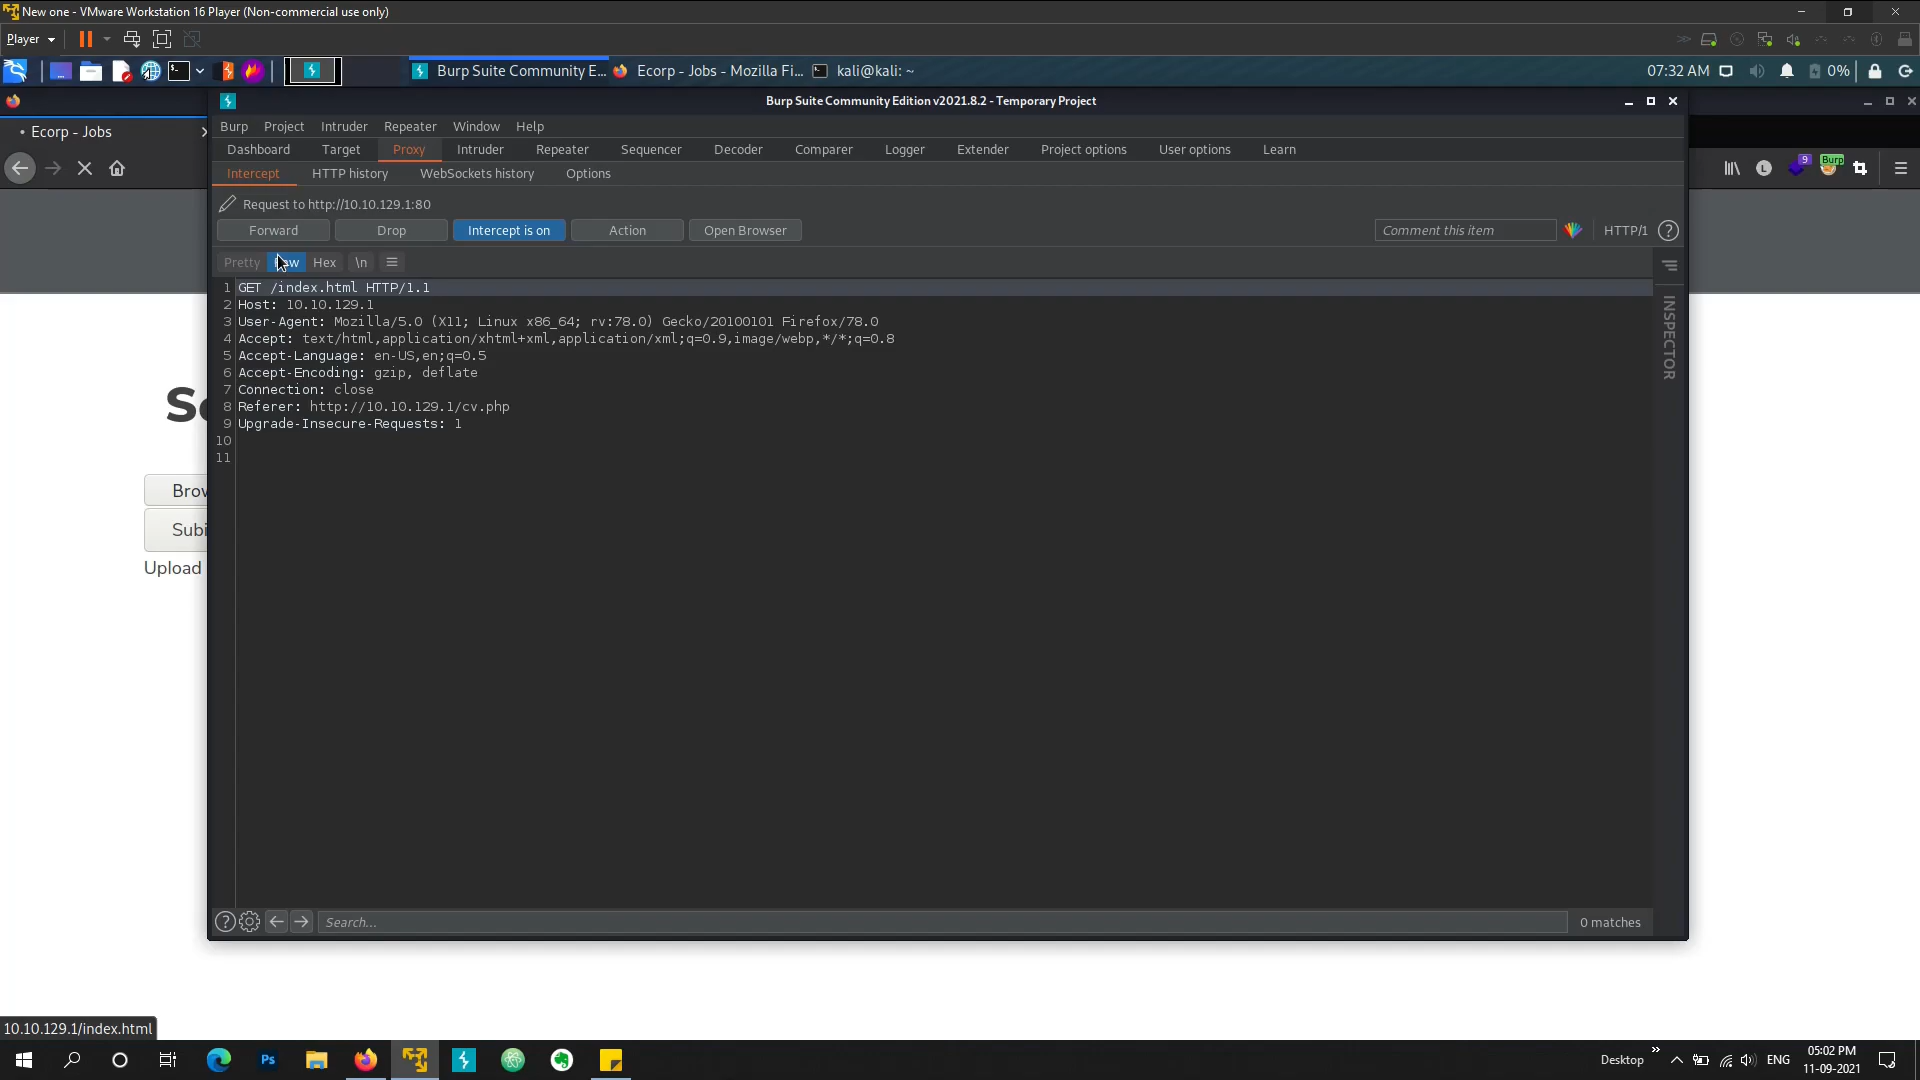 New one - VMware Workstation 16 Player (Non-commercial use only)
Player
Burp Suite Community E...
Ecorp - Jobs - Mozilla Fi...
kali@kali: ~
07:32 AM
0%
Burp Suite Community Edition v2021.8.2 - Temporary Project
Ecorp - Jobs
Burp Project Intruder Repeater Window Help
Dashboard Target Proxy Intruder Repeater Sequencer Decoder Comparer Logger Extender Project options User options Learn
9
Burp
Intercept HTTP history WebSockets history Options
Request to http://10.10.129.1:80
Forward Drop Intercept is on Action Open Browser Comment this item HTTP/1 ?
Pretty Hex \n
1 GET /index.html HTTP/1.1
2 Host: 10.10.129.1
3 User-Agent: Mozilla/5.0 (X11; Linux x86_64; rv:78.0) Gecko/20100101 Firefox/78.0
4 Accept: text/html,application/xhtml+xml,application/xml;q=0.9,image/webp,*/*;q=0.8
5 Accept-Language: en-US,en;q=0.5
6 Accept-Encoding: gzip, deflate
7 Connection: close
8 Referer: http://10.10.129.1/cv.php
9 Upgrade-Insecure-Requests: 1
10
11
INSPECTOR
Upload
? Search... 0 matches
10.10.129.1/index.html
Ps
Desktop
ENG
05:02 PM
11-09-2021